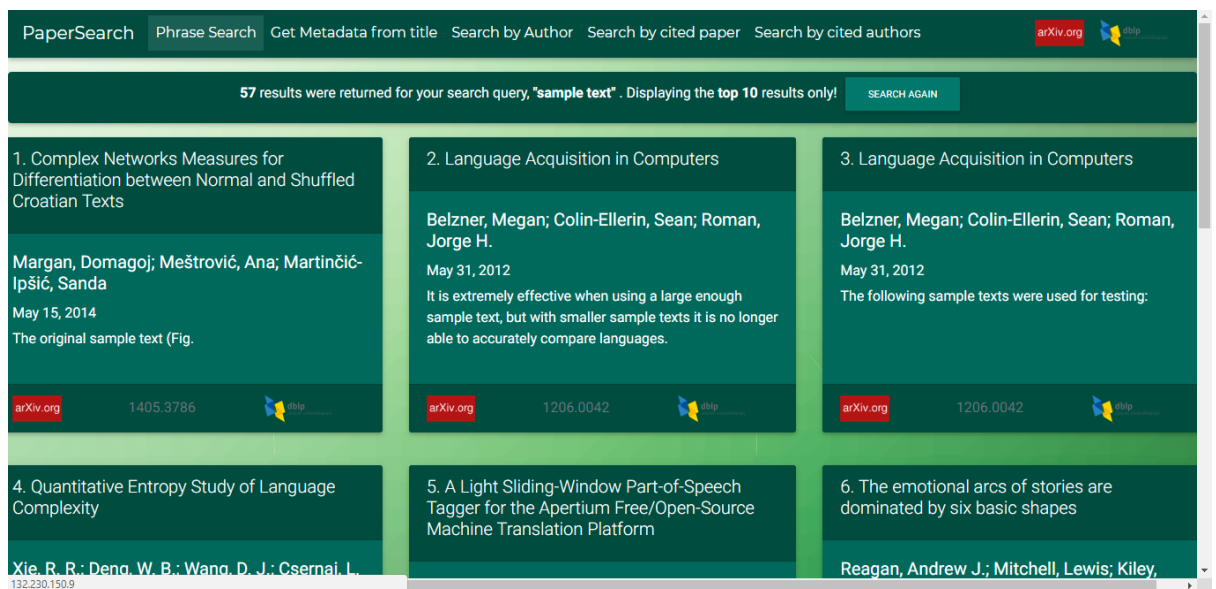 PaperSearch Phrase Search Get Metadata from title Search by Author Search by cited paper Search by cited authors arXiv.org dblp
57 results were returned for your search query, "sample text" . Displaying the top 10 results only! SEARCH AGAIN
1. Complex Networks Measures for
Differentiation between Normal and Shuffled
Croatian Texts
Margan, Domagoj; Meštrović, Ana; Martinčić-
Ipšić, Sanda
May 15, 2014
The original sample text (Fig.
arXiv.org 1405.3786 dblp
2. Language Acquisition in Computers
Belzner, Megan; Colin-Ellerin, Sean; Roman,
Jorge H.
May 31, 2012
It is extremely effective when using a large enough
sample text, but with smaller sample texts it is no longer
able to accurately compare languages.
arXiv.org 1206.0042 dblp
3. Language Acquisition in Computers
Belzner, Megan; Colin-Ellerin, Sean; Roman,
Jorge H.
May 31, 2012
The following sample texts were used for testing:
arXiv.org 1206.0042 dblp
4. Quantitative Entropy Study of Language
Complexity
Xie, R. R.; Deng, W. B.; Wang, D. J.; Csernai, L.
5. A Light Sliding-Window Part-of-Speech
Tagger for the Apertium Free/Open-Source
Machine Translation Platform
6. The emotional arcs of stories are
dominated by six basic shapes
Reagan, Andrew J.; Mitchell, Lewis; Kiley,
132.230.150.9